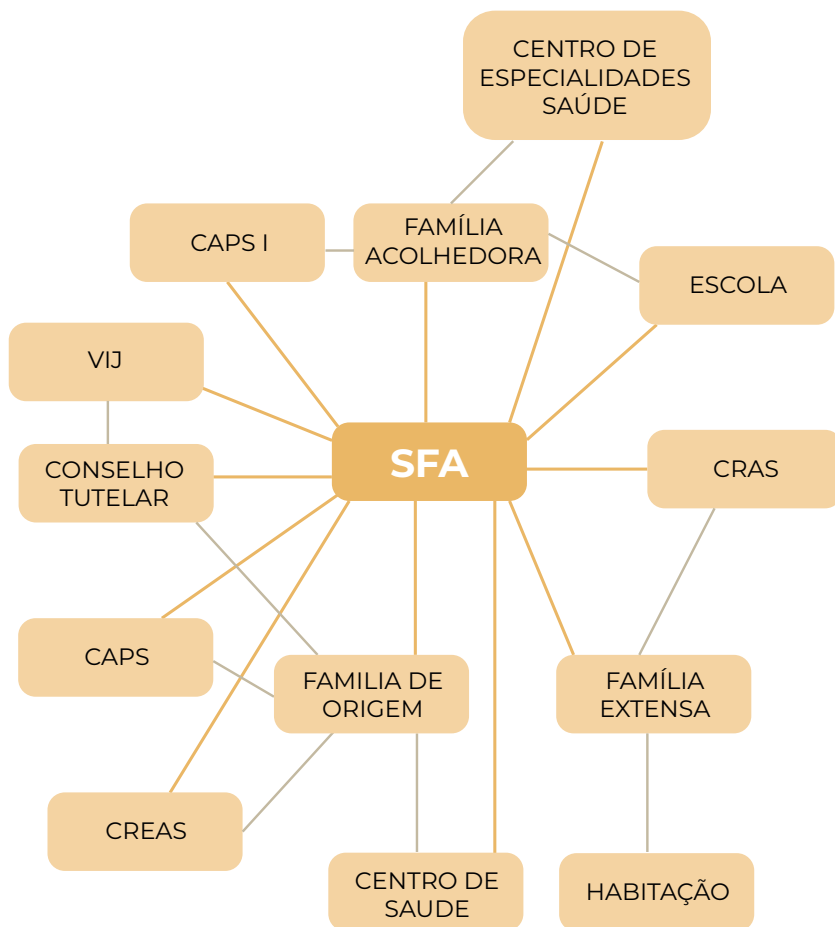 CENTRO DE
ESPECIALIDADES
SAÚDE
FAMÍLIA
ACOLHEDORA
CAPS I
ESCOLA
VIJ
SFA
CRAS
CONSELHO
TUTELAR
CAPS
FAMILIA DE
ORIGEM
FAMÍLIA
EXTENSA
CREAS
CENTRO DE
SAUDE
HABITAÇÃO